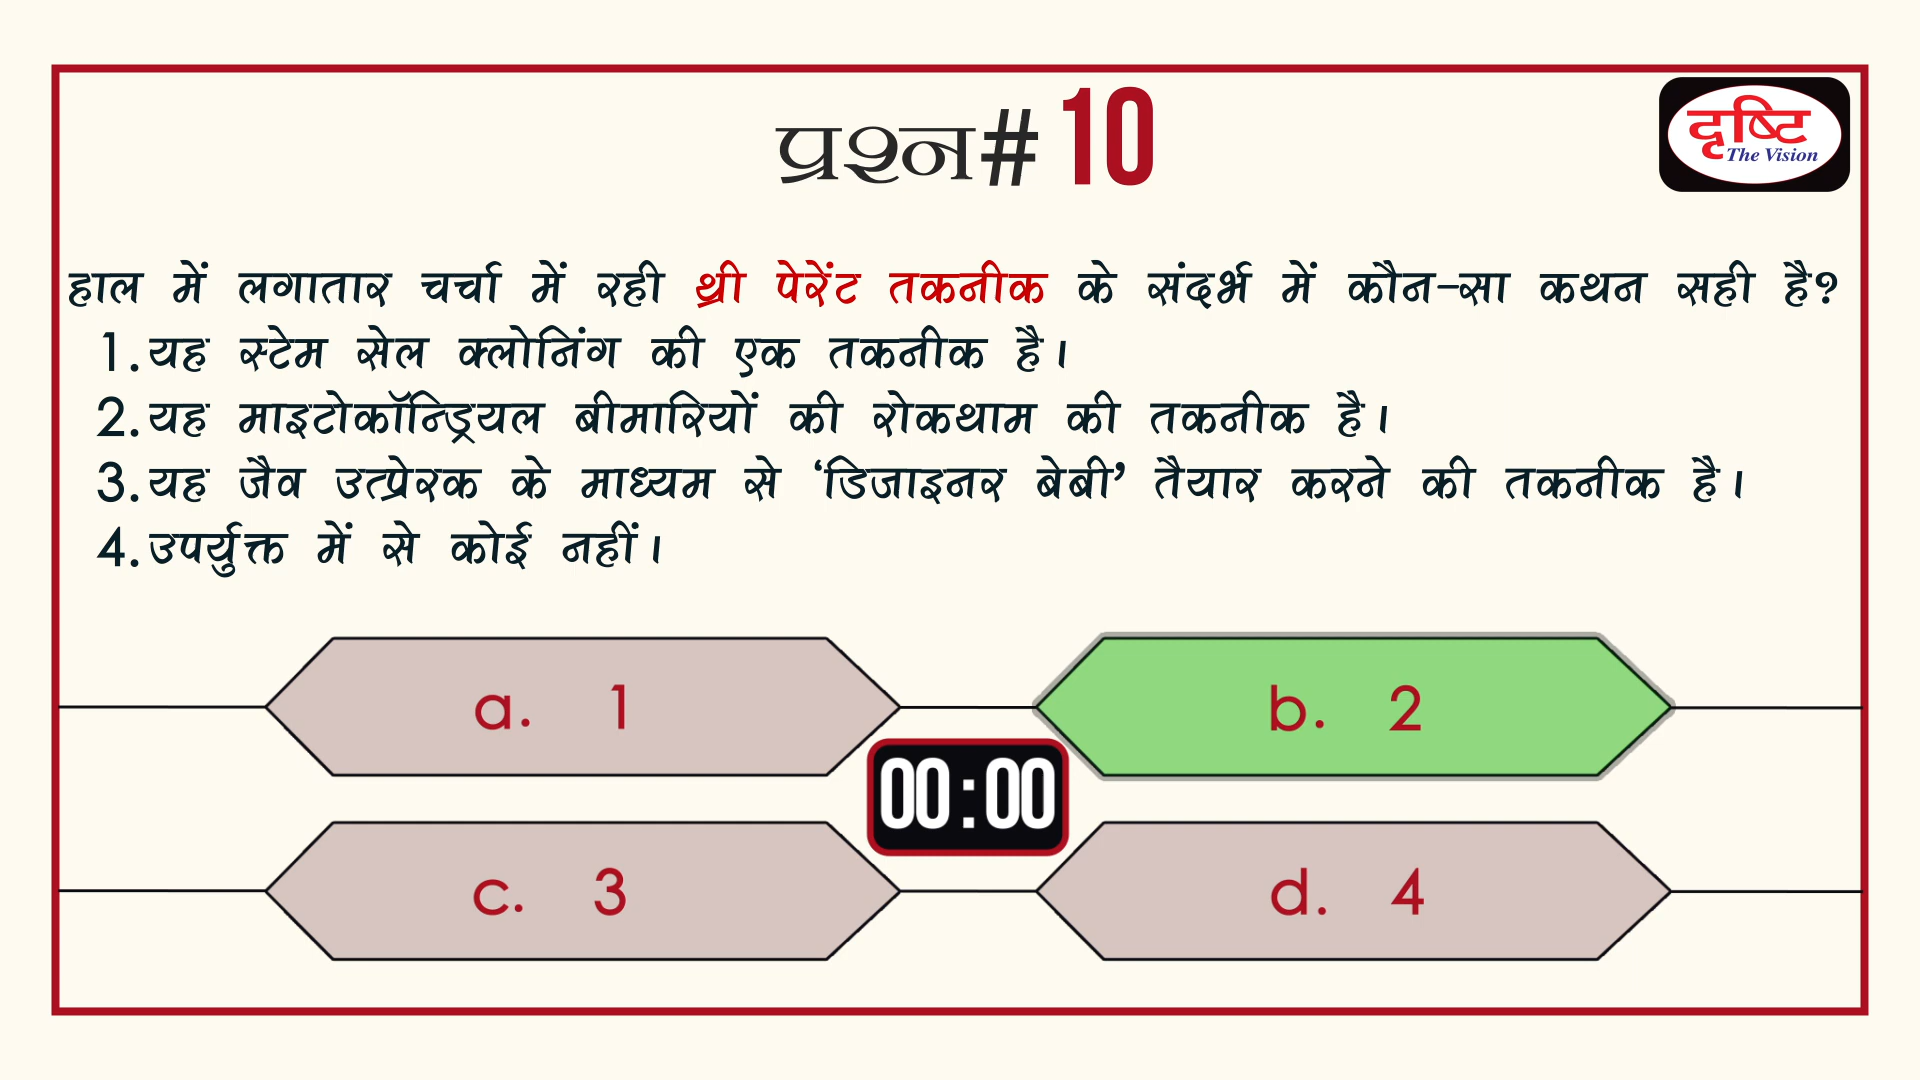 प्रश्न# 10
दृष्टि
The Vision
हाल में लगातार चर्चा में रही थ्री पेरेंट तकनीक के संदर्भ में कौन-सा कथन सही है?
1. यह स्टेम सेल क्लोनिंग की एक तकनीक है।
2. यह माइटोकॉन्ड्रियल बीमारियों की रोकथाम की तकनीक है।
3. यह जैव उत्प्रेरक के माध्यम से ‘डिजाइनर बेबी’ तैयार करने की तकनीक है।
4. उपर्युक्त में से कोई नहीं।
a. 1
b. 2
00:00
c. 3
d. 4